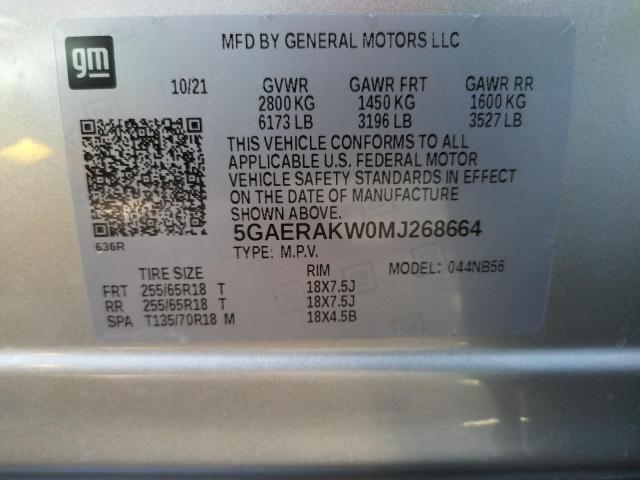 gm
MFD BY GENERAL MOTORS LLC
10/21 GVWR GAWR FRT GAWR RR
2800 KG 1450 KG 1600 KG
6173 LB 3196 LB 3527 LB
THIS VEHICLE CONFORMS TO ALL
APPLICABLE U.S. FEDERAL MOTOR
VEHICLE SAFETY STANDARDS IN EFFECT
ON THE DATE OF MANUFACTURE
SHOWN ABOVE.
636R
5GAERAKW0MJ268664
TYPE: M.P.V. MODEL: 044NB56
TIRE SIZE RIM
FRT 255/65R18 T 18X7.5J
RR 255/65R18 T 18X7.5J
SPA T135/70R18 M 18X4.5B